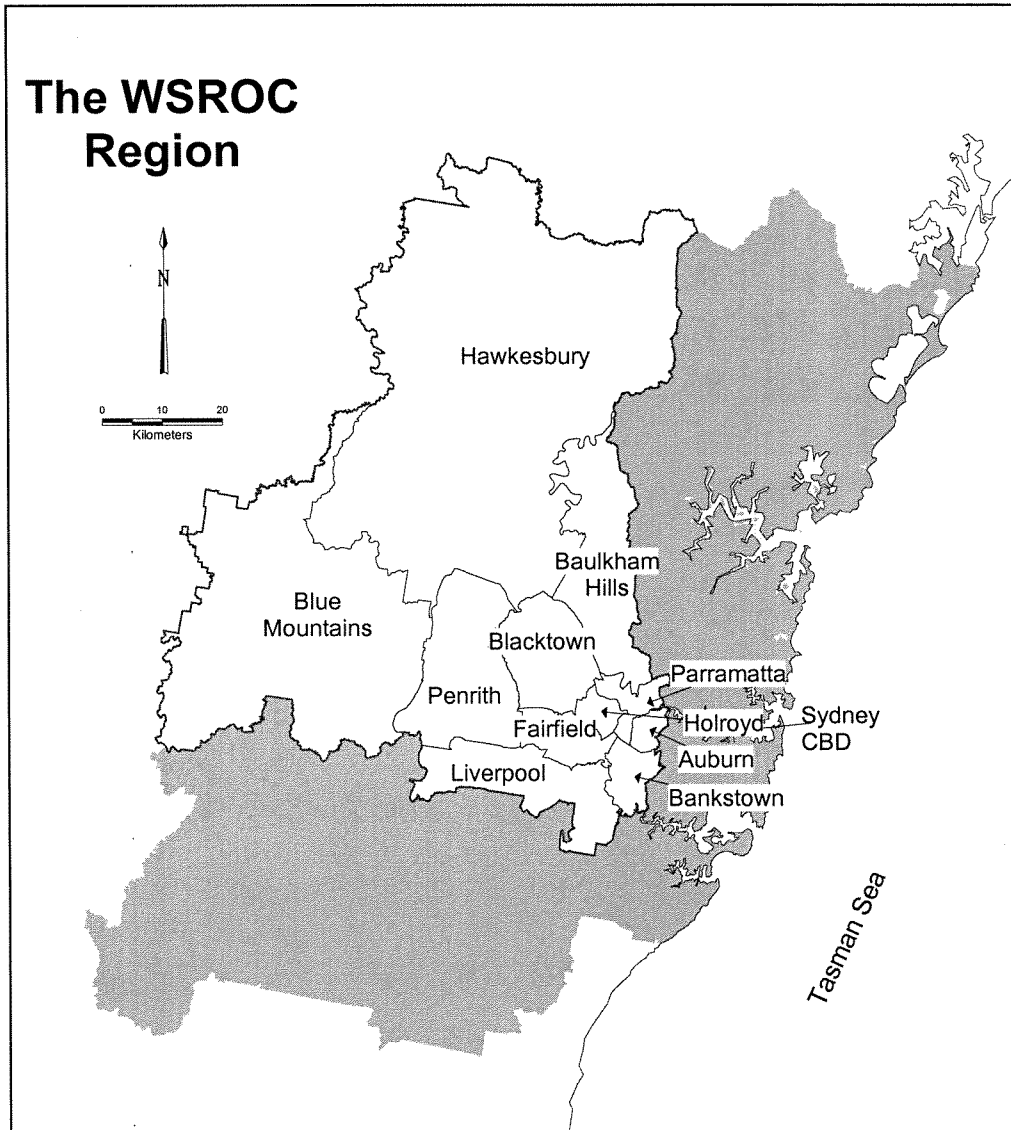 The WSROC
Region
N
0 10 20
Kilometers
Hawkesbury
Baulkham
Hills
Blue
Mountains
Blacktown
Penrith
Parramatta
Fairfield
Holroyd
Sydney
CBD
Auburn
Liverpool
Bankstown
Tasman Sea